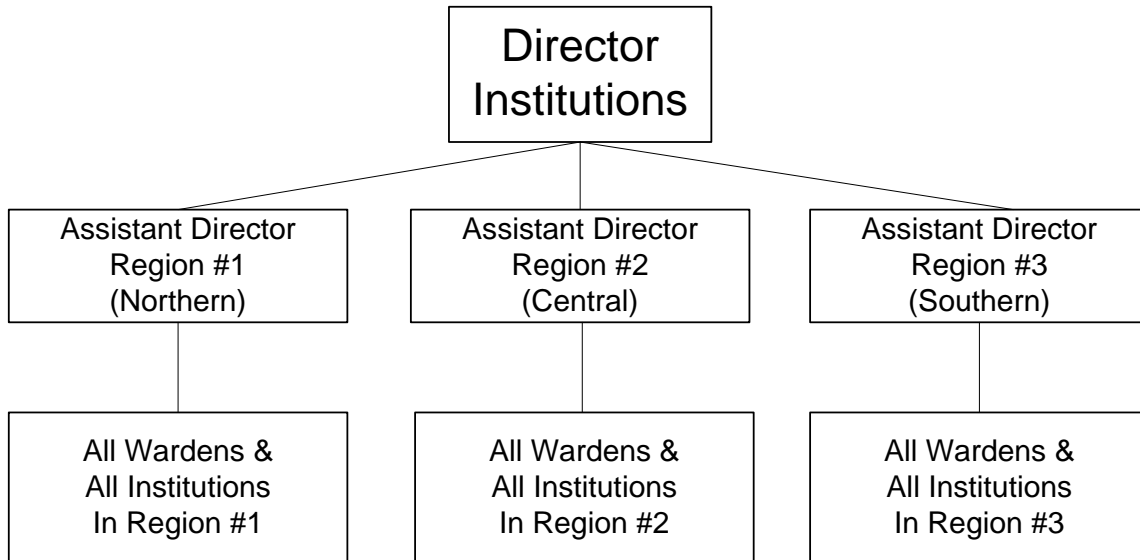 Director
Institutions
Assistant Director
Region #1
(Northern)
Assistant Director
Region #2
(Central)
Assistant Director
Region #3
(Southern)
All Wardens &
All Institutions
In Region #1
All Wardens &
All Institutions
In Region #2
All Wardens &
All Institutions
In Region #3